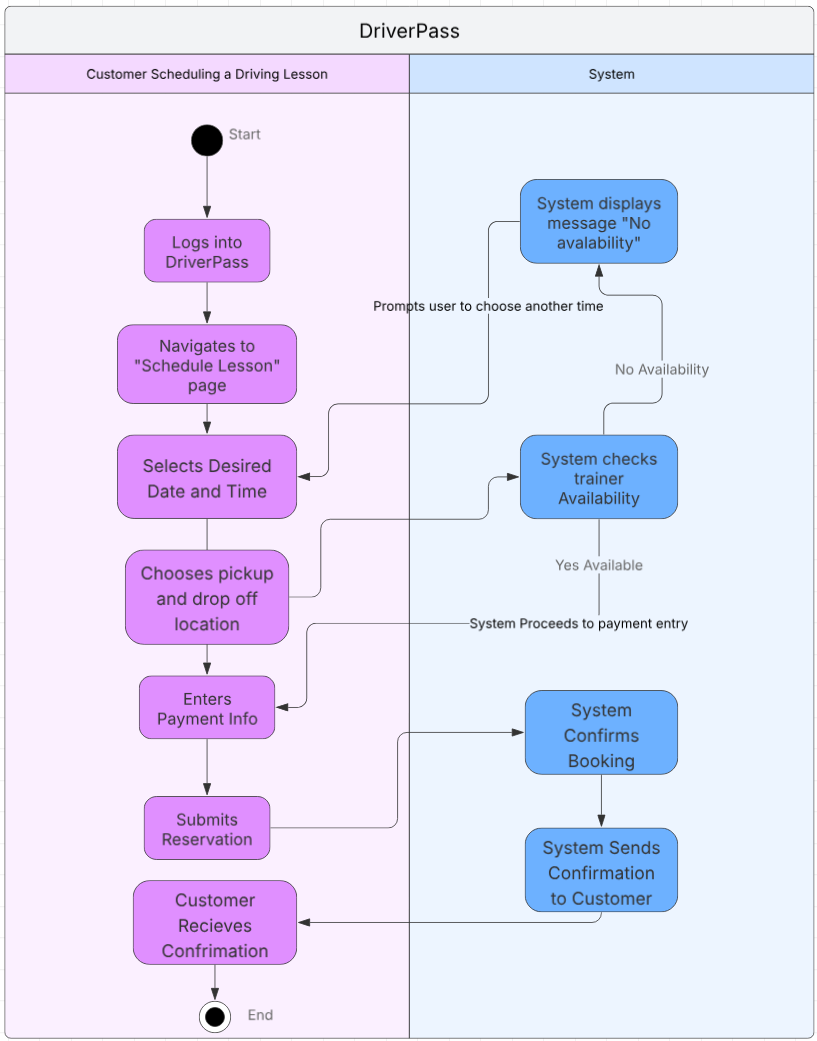 DriverPass
Customer Scheduling a Driving Lesson
System
Start
Logs into
DriverPass
Navigates to
"Schedule Lesson"
page
Selects Desired
Date and Time
Chooses pickup
and drop off
location
Enters
Payment Info
Submits
Reservation
Customer
Recieves
Confrimation
End
System displays
message "No
avalability"
Prompts user to choose another time
No Availability
System checks
trainer
Availability
Yes Available
System Proceeds to payment entry
System
Confirms
Booking
System Sends
Confirmation
to Customer